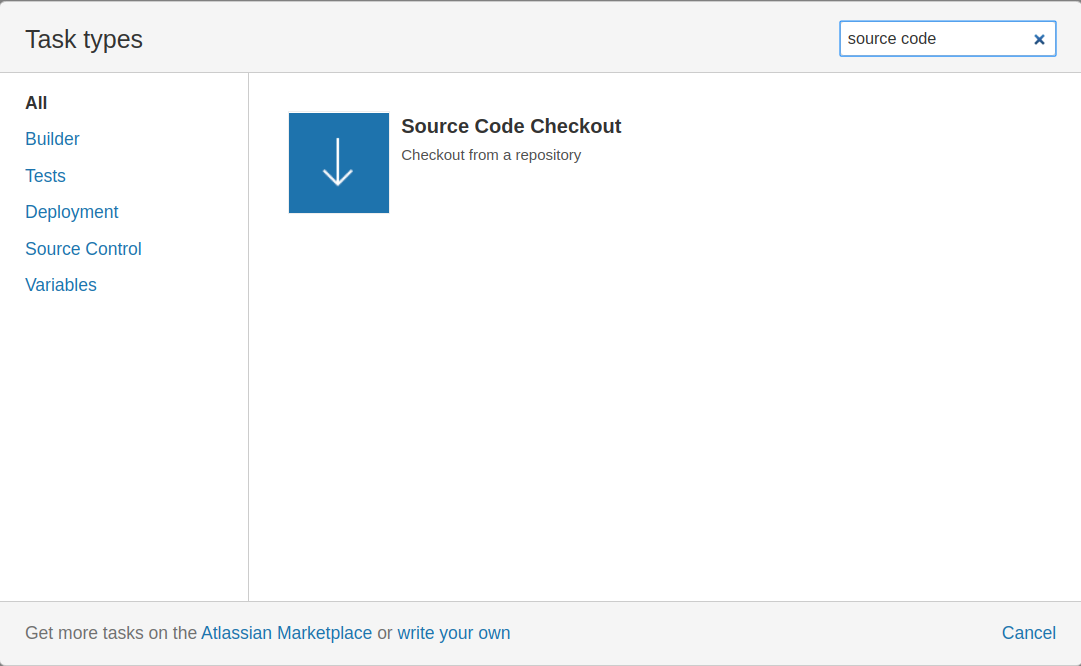 Task types
source code
All
Builder
Tests
Deployment
Source Control
Variables
Source Code Checkout
Checkout from a repository
Get more tasks on the Atlassian Marketplace or write your own
Cancel